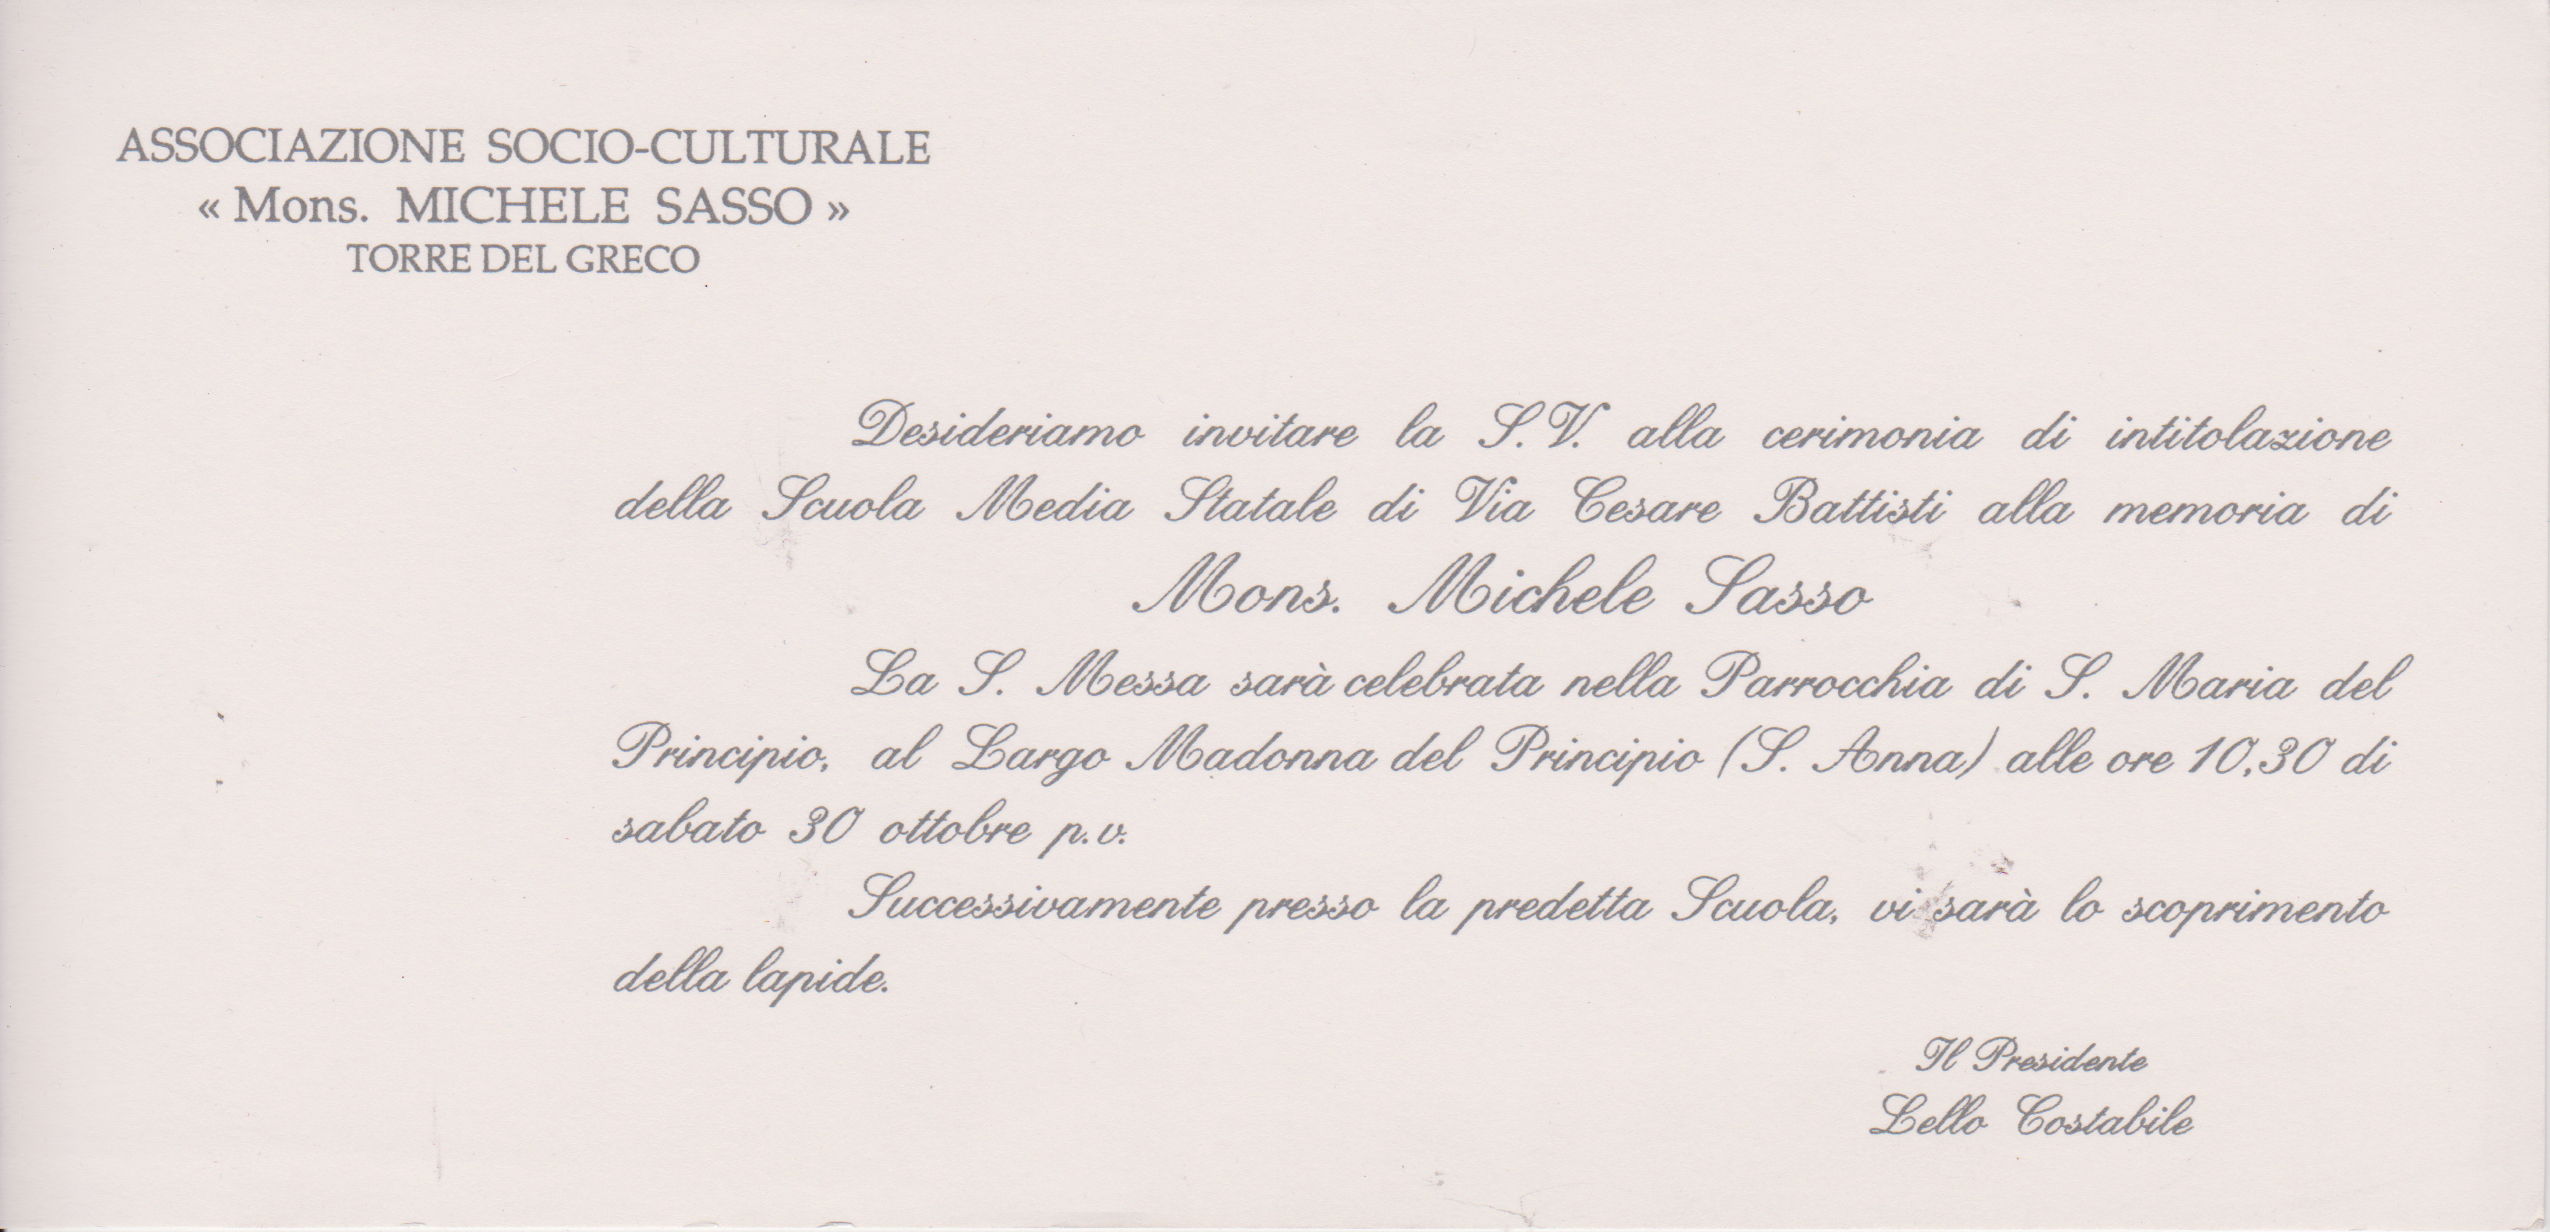 ASSOCIAZIONE SOCIO-CULTURALE
« Mons. MICHELE SASSO »
TORRE DEL GRECO
Desideriamo invitare la S.V. alla cerimonia di intitolazione
della Scuola Media Statale di Via Cesare Battisti alla memoria di
Mons. Michele Sasso
La S. Messa sarà celebrata nella Parrocchia di S. Maria del
Principio, al Largo Madonna del Principio (S. Anna) alle ore 10,30 di
sabato 30 ottobre p.v.
Successivamente presso la predetta Scuola, vi sarà lo scoprimento
della lapide.
Il Presidente
Lello Costabile